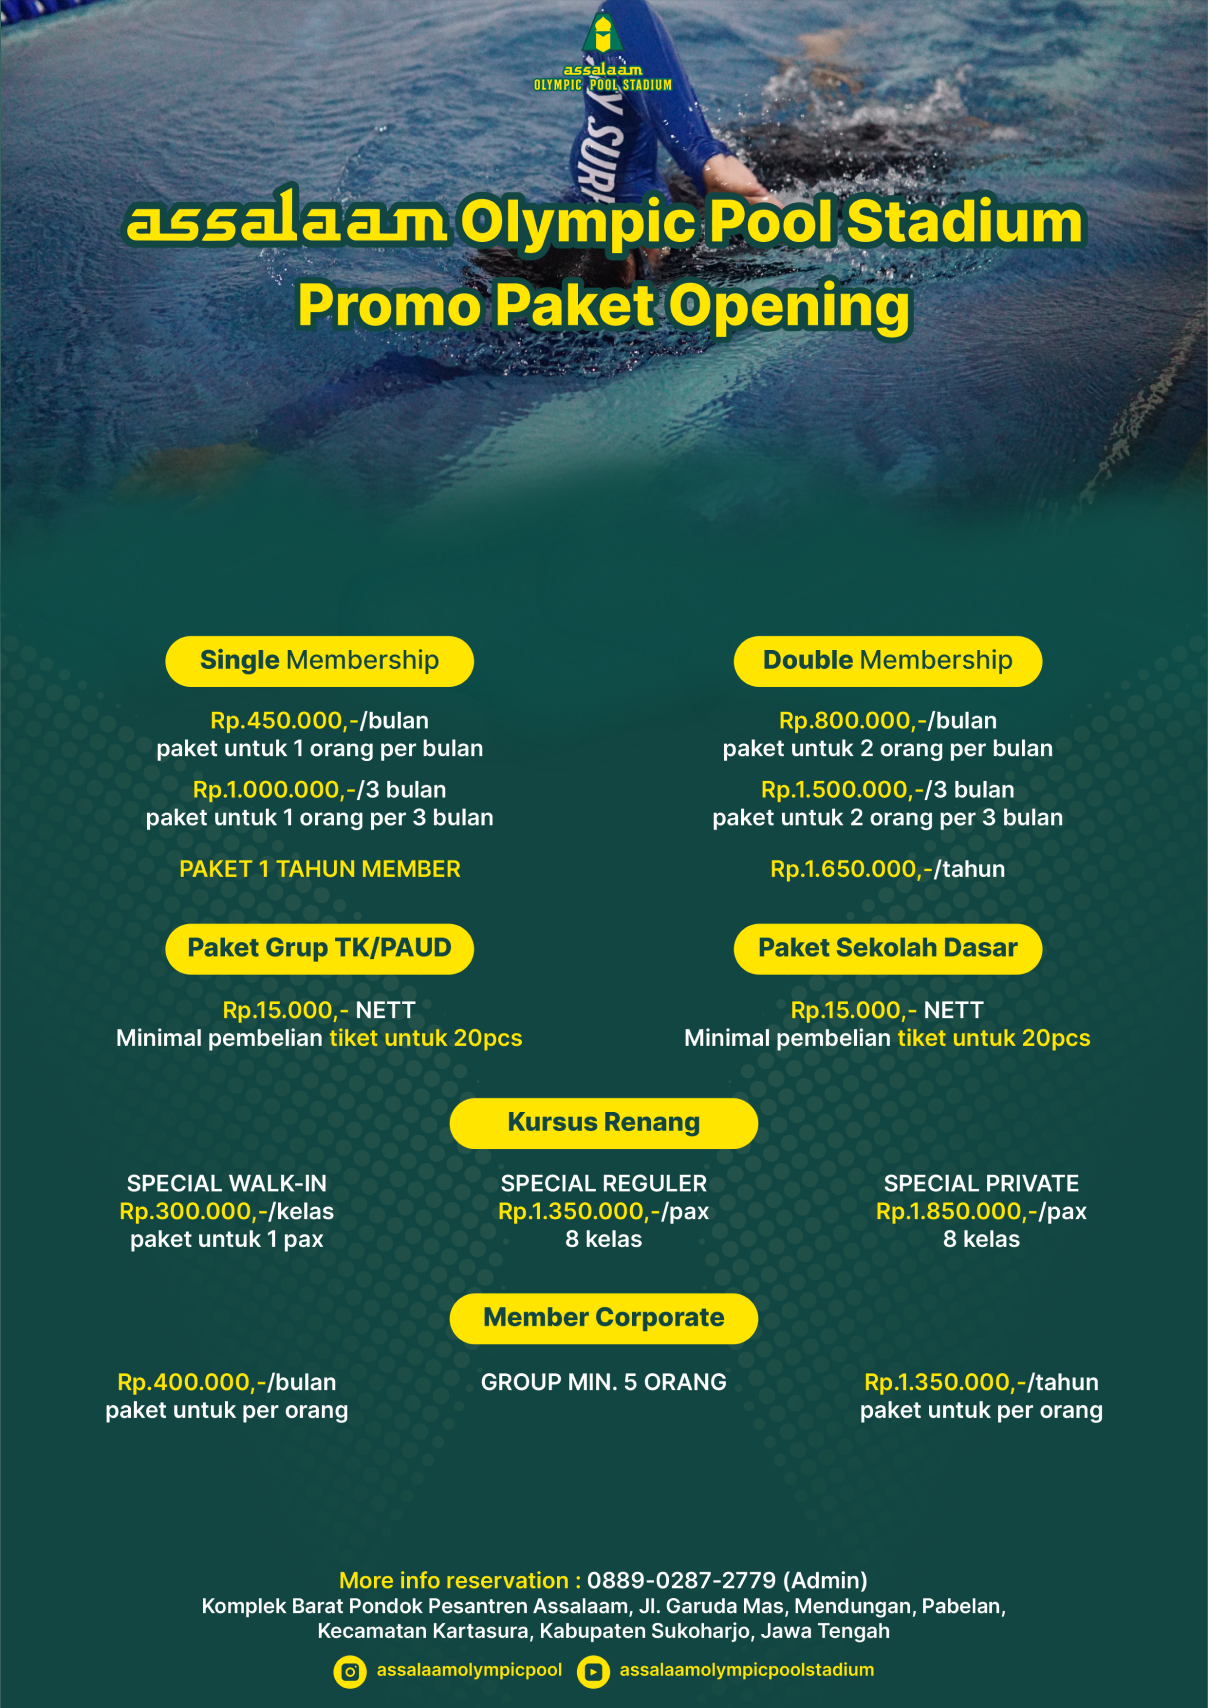 assalaam
OLYMPIC POOL STADIUM
Y SUR
assalaam Olympic Pool Stadium
Promo Paket Opening
Single Membership
Rp.450.000,-/bulan
paket untuk 1 orang per bulan
Rp.1.000.000,-/3 bulan
paket untuk 1 orang per 3 bulan
Double Membership
Rp.800.000,-/bulan
paket untuk 2 orang per bulan
Rp.1.500.000,-/3 bulan
paket untuk 2 orang per 3 bulan
PAKET 1 TAHUN MEMBER
Rp.1.650.000,-/tahun
Paket Grup TK/PAUD
Rp.15.000,- NETT
Minimal pembelian tiket untuk 20pcs
Paket Sekolah Dasar
Rp.15.000,- NETT
Minimal pembelian tiket untuk 20pcs
Kursus Renang
SPECIAL WALK-IN
Rp.300.000,-/kelas
paket untuk 1 pax
SPECIAL REGULER
Rp.1.350.000,-/pax
8 kelas
SPECIAL PRIVATE
Rp.1.850.000,-/pax
8 kelas
Member Corporate
Rp.400.000,-/bulan
paket untuk per orang
GROUP MIN. 5 ORANG
Rp.1.350.000,-/tahun
paket untuk per orang
More info reservation : 0889-0287-2779 (Admin)
Komplek Barat Pondok Pesantren Assalaam, Jl. Garuda Mas, Mendungan, Pabelan,
Kecamatan Kartasura, Kabupaten Sukoharjo, Jawa Tengah
assalaamolympicpool
assalaamolympicpoolstadium